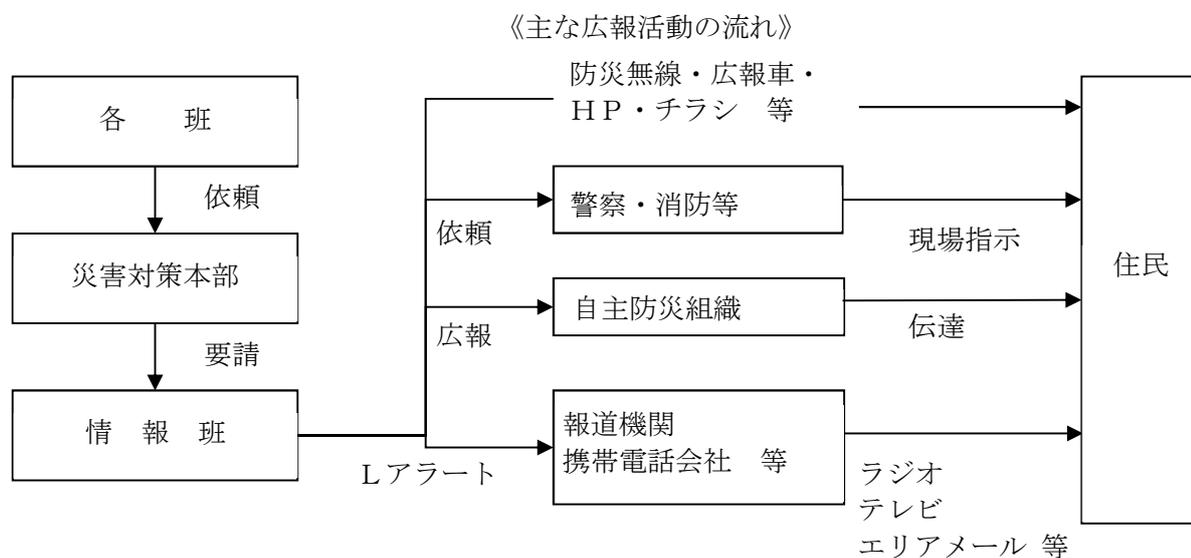 《主な広報活動の流れ》
防災無線・広報車・
ＨＰ・チラシ　等
各　　班
依頼
災害対策本部
要請
情　報　班
依頼
警察・消防等
現場指示
広報
自主防災組織
伝達
Ｌアラート
報道機関
携帯電話会社　等
ラジオ
テレビ
エリアメール 等
住民